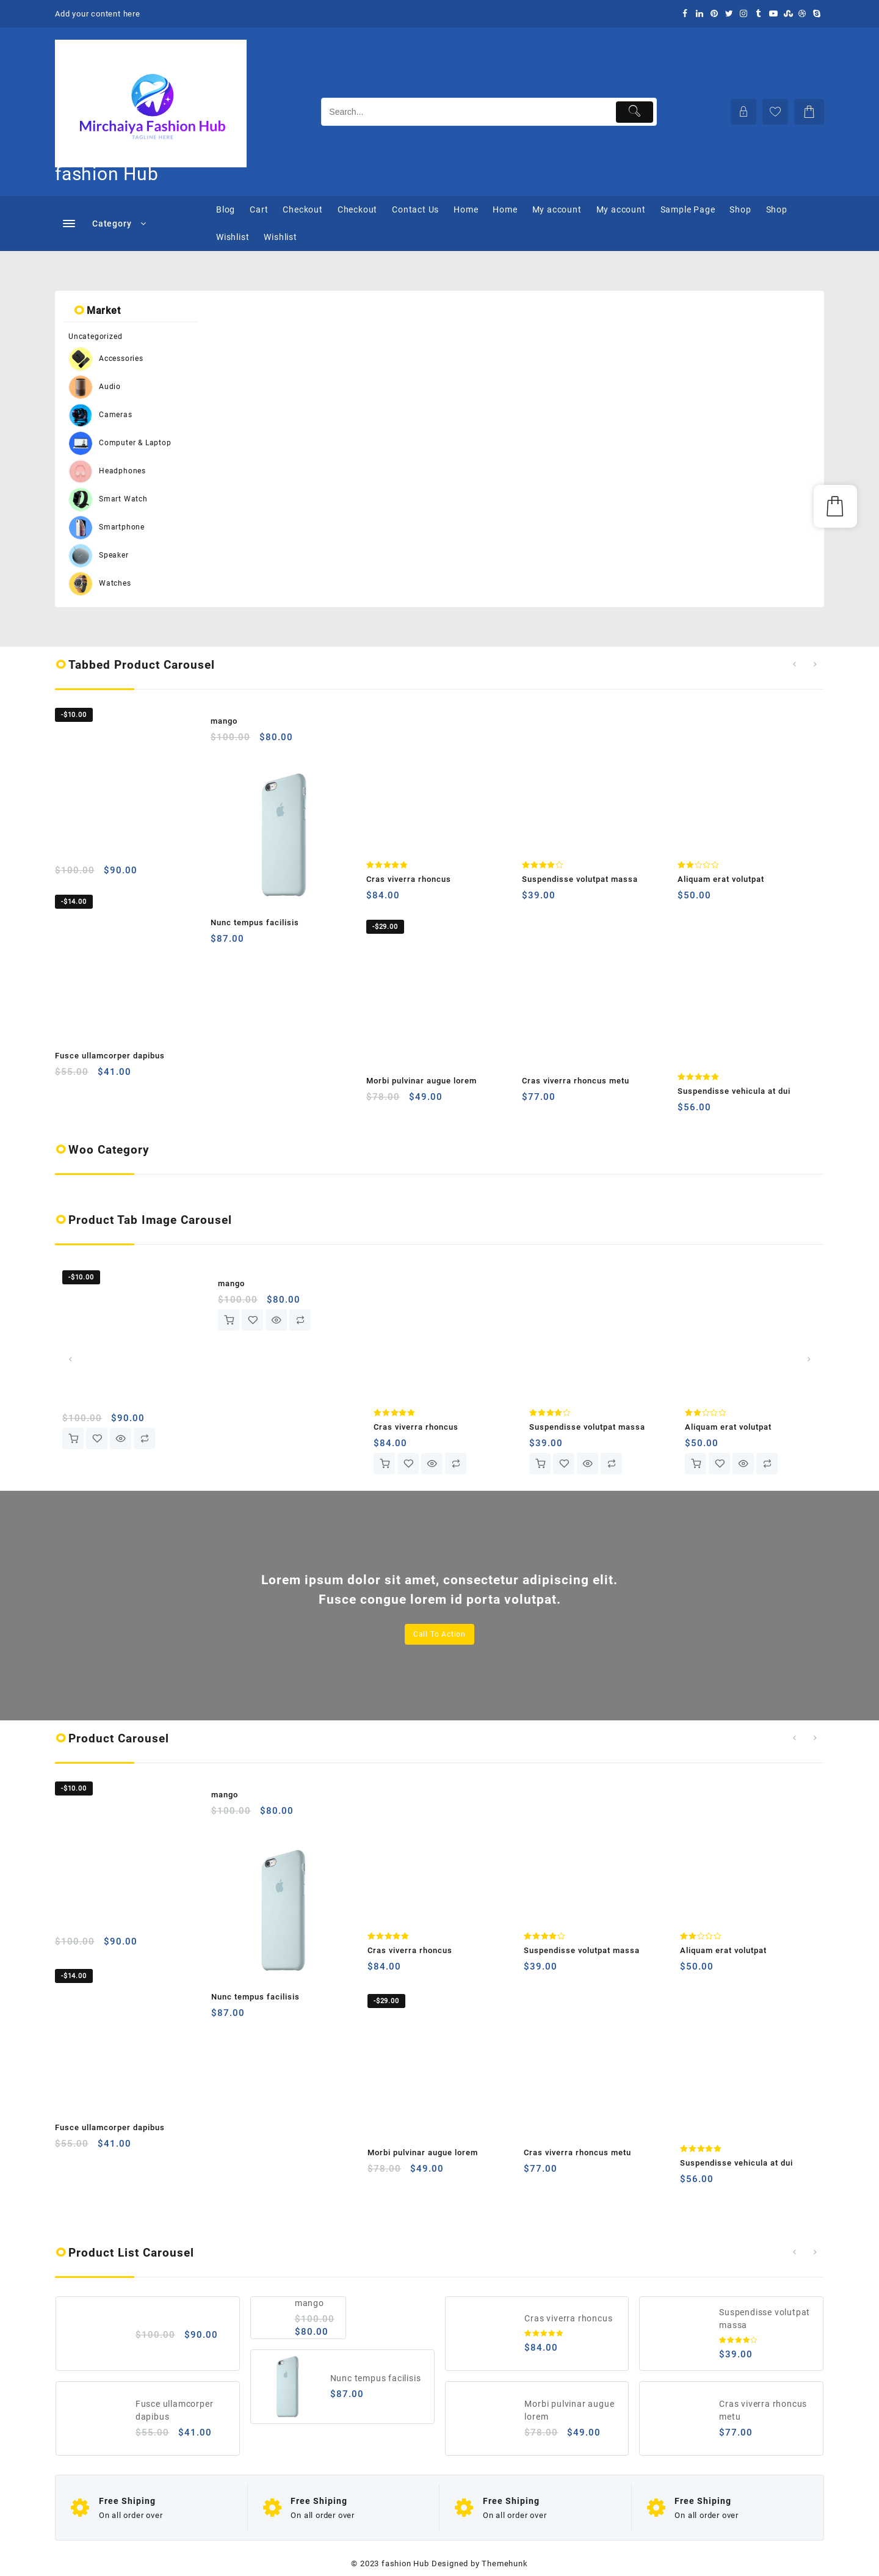 Add your content here
Mirchaiya Fashion Hub
TAGLINE HERE
fashion Hub
Search...
Category
Blog Cart Checkout Checkout Contact Us Home Home My account My account Sample Page Shop Shop
Wishlist Wishlist
Market
Uncategorized
Accessories
Audio
Cameras
Computer & Laptop
Headphones
Smart Watch
Smartphone
Speaker
Watches
Tabbed Product Carousel
-$10.00
$100.00 $90.00
-$14.00
Fusce ullamcorper dapibus
$55.00 $41.00
mango
$100.00 $80.00
Nunc tempus facilisis
$87.00
Cras viverra rhoncus
$84.00
-$29.00
Morbi pulvinar augue lorem
$78.00 $49.00
Suspendisse volutpat massa
$39.00
Cras viverra rhoncus metu
$77.00
Aliquam erat volutpat
$50.00
Suspendisse vehicula at dui
$56.00
Woo Category
Product Tab Image Carousel
-$10.00
$100.00 $90.00
mango
$100.00 $80.00
Cras viverra rhoncus
$84.00
Suspendisse volutpat massa
$39.00
Aliquam erat volutpat
$50.00
Lorem ipsum dolor sit amet, consectetur adipiscing elit.
Fusce congue lorem id porta volutpat.
Call To Action
Product Carousel
-$10.00
$100.00 $90.00
-$14.00
Fusce ullamcorper dapibus
$55.00 $41.00
mango
$100.00 $80.00
Nunc tempus facilisis
$87.00
Cras viverra rhoncus
$84.00
-$29.00
Morbi pulvinar augue lorem
$78.00 $49.00
Suspendisse volutpat massa
$39.00
Cras viverra rhoncus metu
$77.00
Aliquam erat volutpat
$50.00
Suspendisse vehicula at dui
$56.00
Product List Carousel
$100.00 $90.00
Fusce ullamcorper
dapibus
$55.00 $41.00
mango
$100.00
$80.00
Nunc tempus facilisis
$87.00
Cras viverra rhoncus
$84.00
Morbi pulvinar augue
lorem
$78.00 $49.00
Suspendisse volutpat
massa
$39.00
Cras viverra rhoncus
metu
$77.00
Free Shiping
On all order over
Free Shiping
On all order over
Free Shiping
On all order over
Free Shiping
On all order over
© 2023 fashion Hub Designed by Themehunk